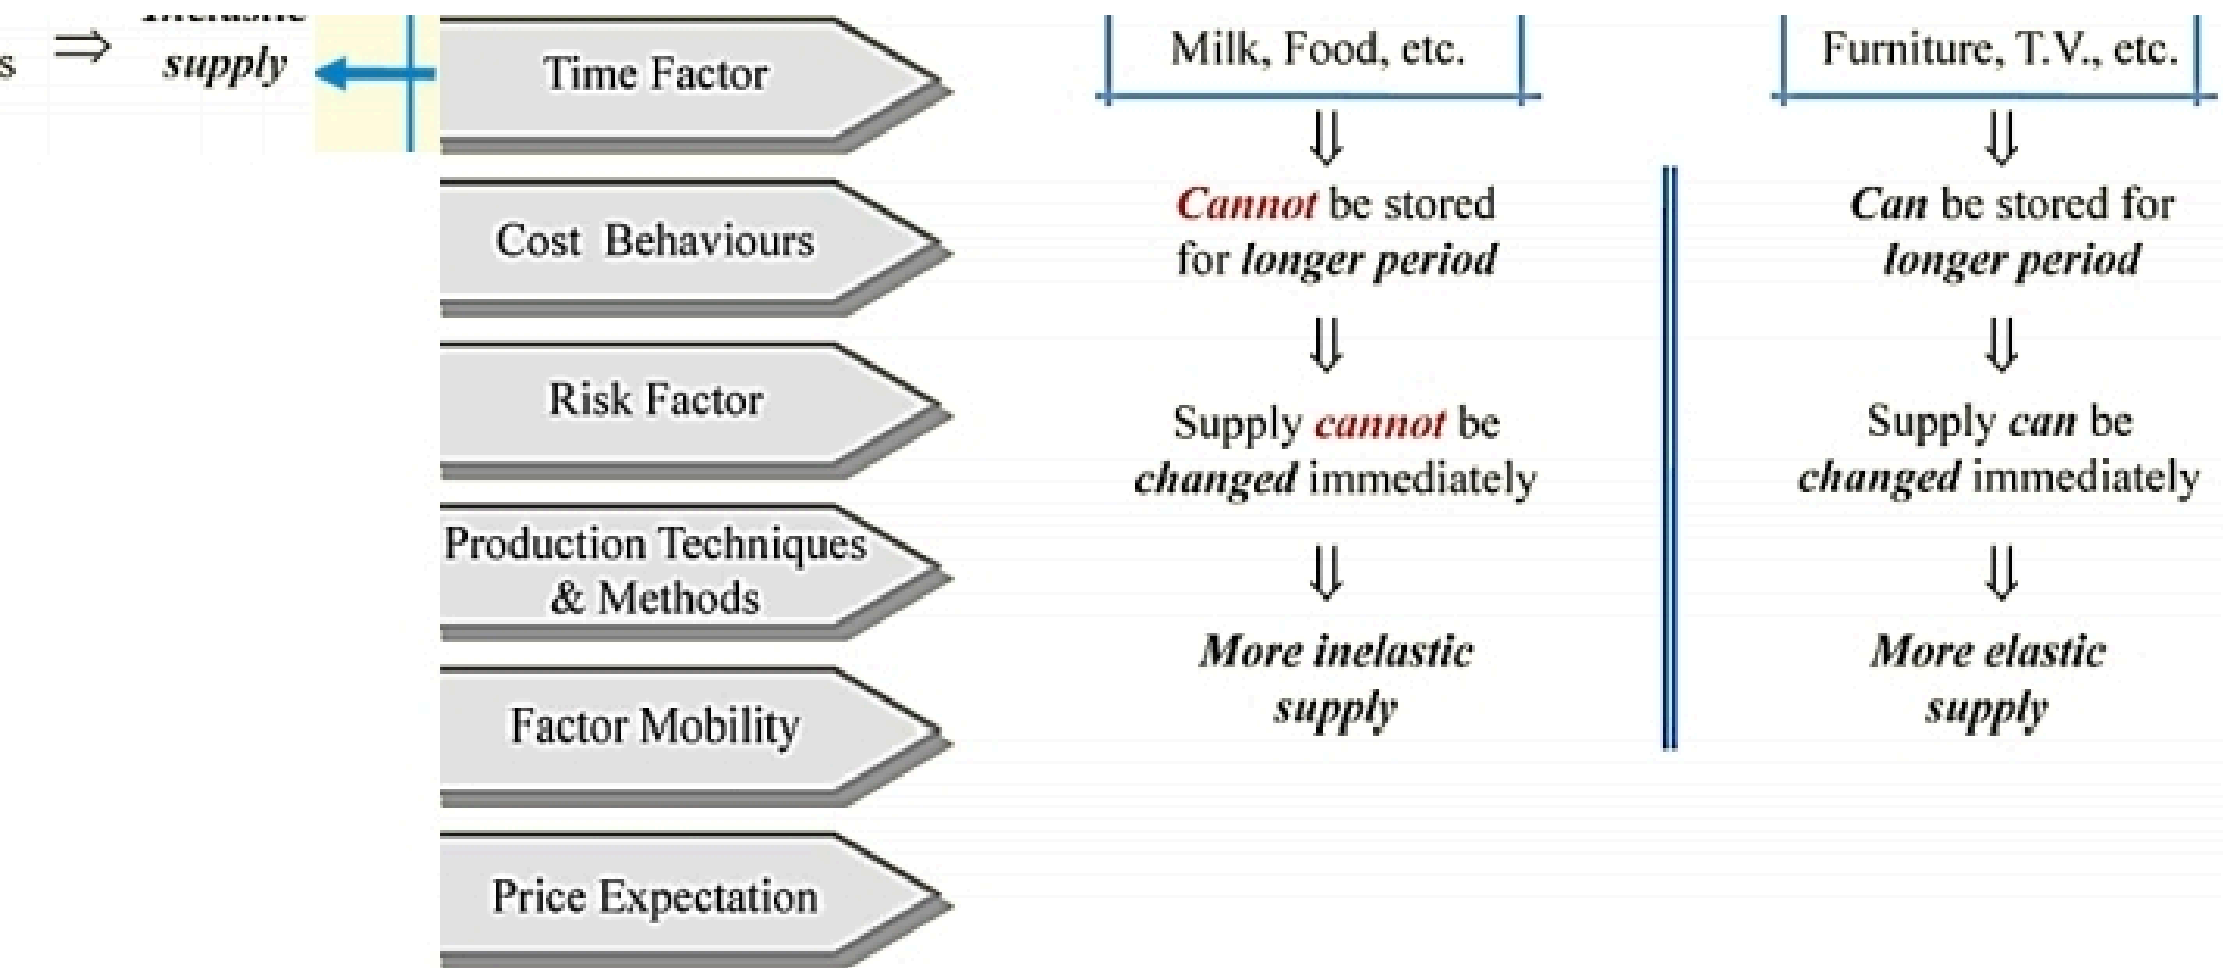 s ⇒ supply
Time Factor
Cost Behaviours
Risk Factor
Production Techniques
& Methods
Factor Mobility
Price Expectation
Milk, Food, etc.
⇓
Cannot be stored
for longer period
⇓
Supply cannot be
changed immediately
⇓
More inelastic
supply
Furniture, T.V., etc.
⇓
Can be stored for
longer period
⇓
Supply can be
changed immediately
⇓
More elastic
supply